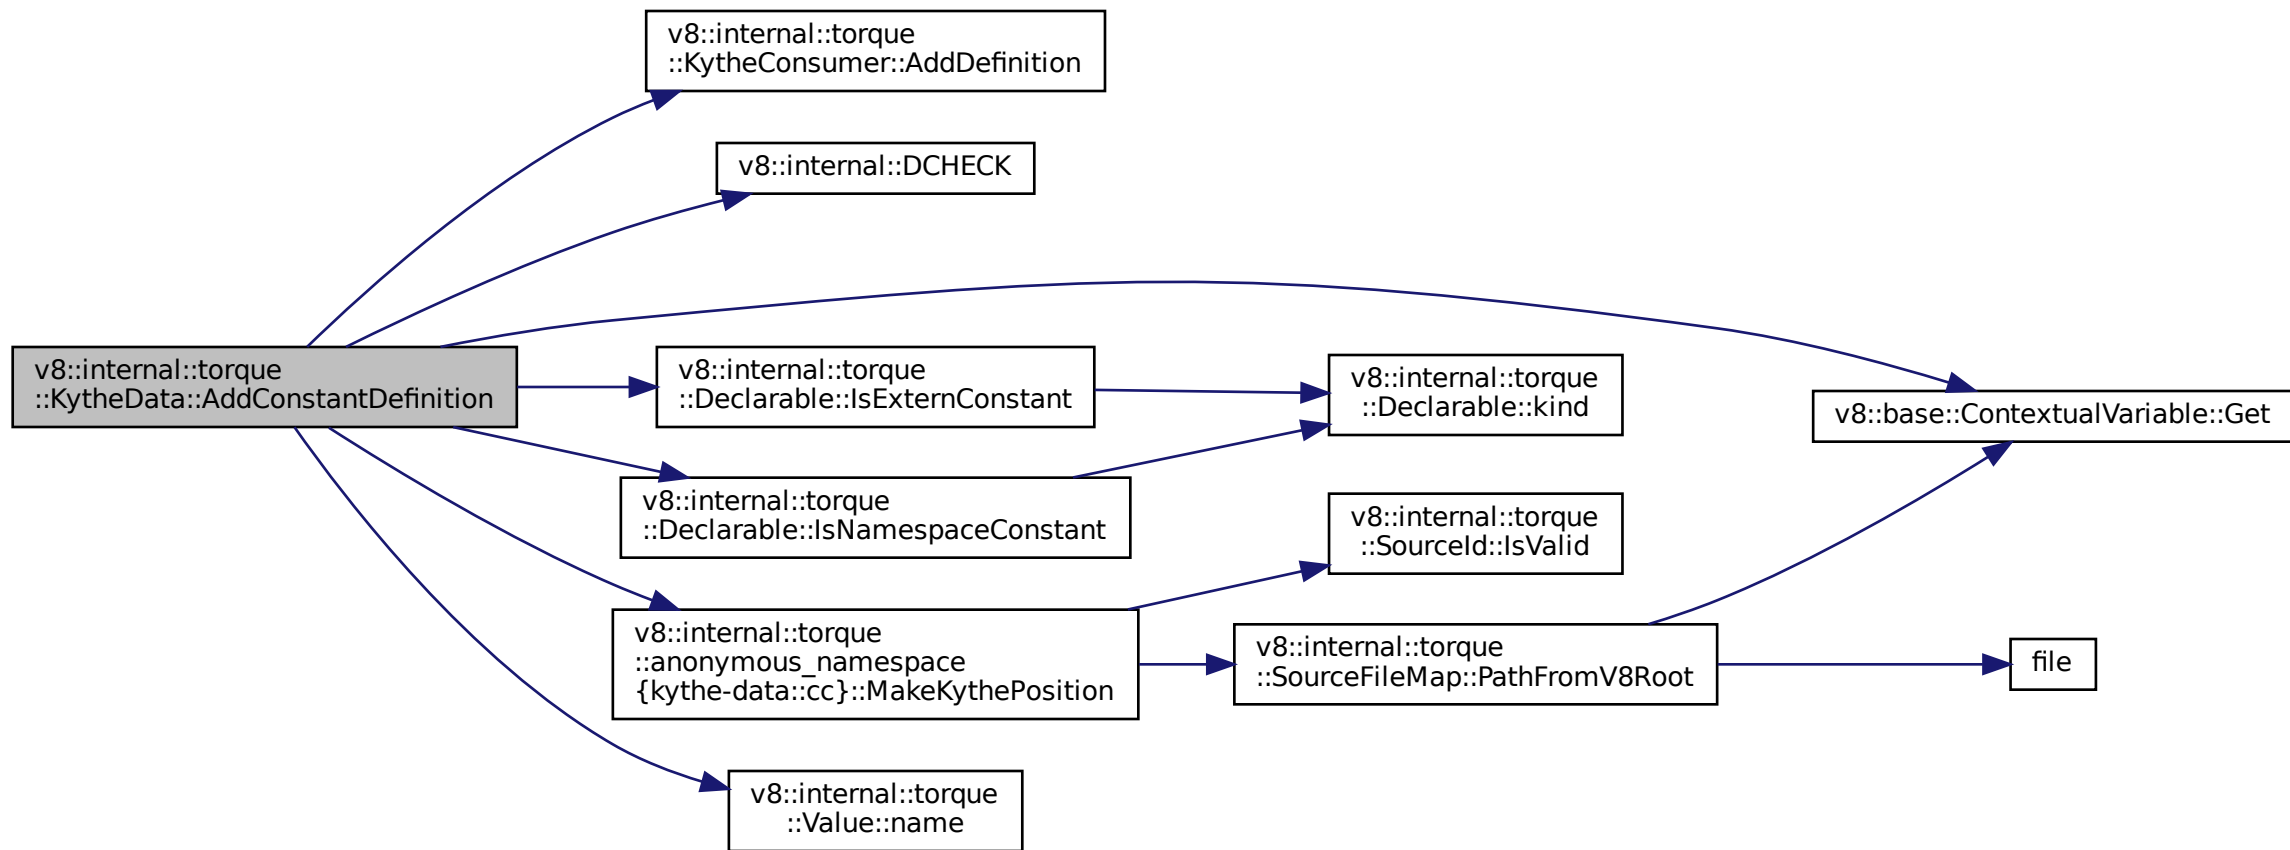 v8::internal::torque
::KytheConsumer::AddDefinition
v8::internal::DCHECK
v8::internal::torque
::KytheData::AddConstantDefinition
v8::internal::torque
::Declarable::IsExternConstant
v8::internal::torque
::Declarable::kind
v8::base::ContextualVariable::Get
v8::internal::torque
::Declarable::IsNamespaceConstant
v8::internal::torque
::SourceId::IsValid
v8::internal::torque
::anonymous_namespace
{kythe-data::cc}::MakeKythePosition
v8::internal::torque
::SourceFileMap::PathFromV8Root
file
v8::internal::torque
::Value::name